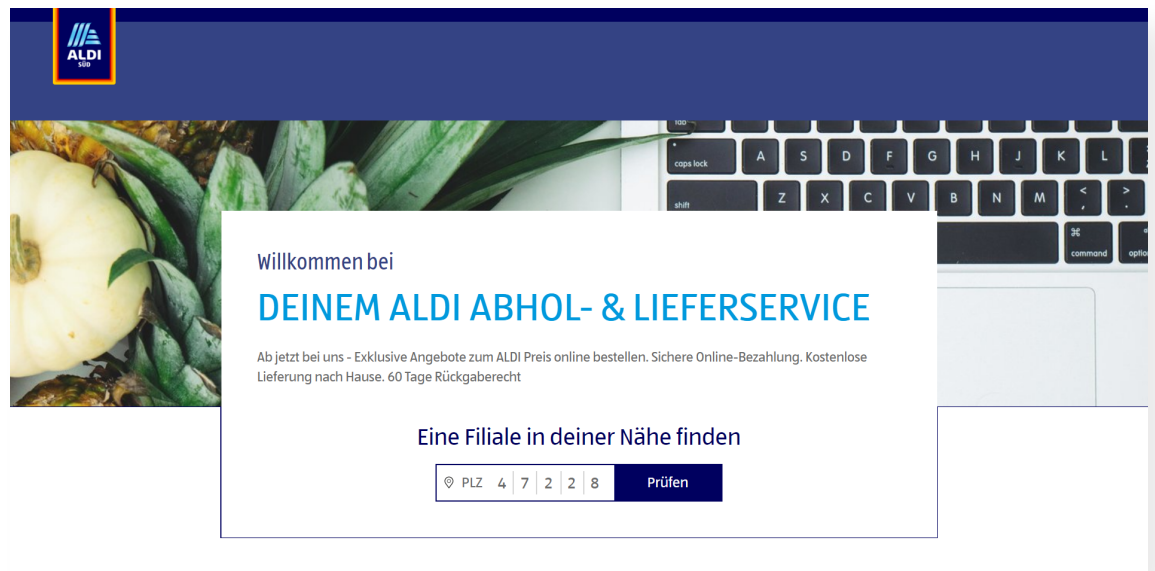 ALDI
SÜD
tab
caps lock
A S D F G H J K L
shift
Z X C V B N M < , > .
⌘
command
Willkommen bei
DEINEM ALDI ABHOL- & LIEFERSERVICE
Ab jetzt bei uns - Exklusive Angebote zum ALDI Preis online bestellen. Sichere Online-Bezahlung. Kostenlose
Lieferung nach Hause. 60 Tage Rückgaberecht
Eine Filiale in deiner Nähe finden
PLZ 4 7 2 2 8 Prüfen